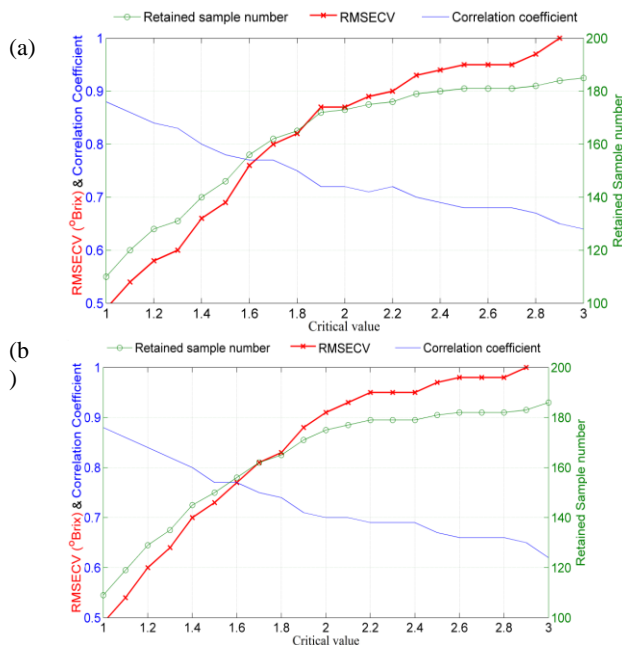 (a)
Retained sample number RMSECV Correlation Coefficient
RMSECV (°Brix) & Correlation Coefficient
1
0.9
0.8
0.7
0.6
0.5
200
180
160
140
120
100
Retained Sample number
1 1.2 1.4 1.6 1.8 2 2.2 2.4 2.6 2.8 3
Critical value
(b
)
Retained sample number RMSECV Correlation coefficient
RMSECV (°Brix) & Correlation Coefficient
1
0.9
0.8
0.7
0.6
0.5
200
180
160
140
120
100
Retained Sample number
1 1.2 1.4 1.6 1.8 2 2.2 2.4 2.6 2.8 3
Critical value